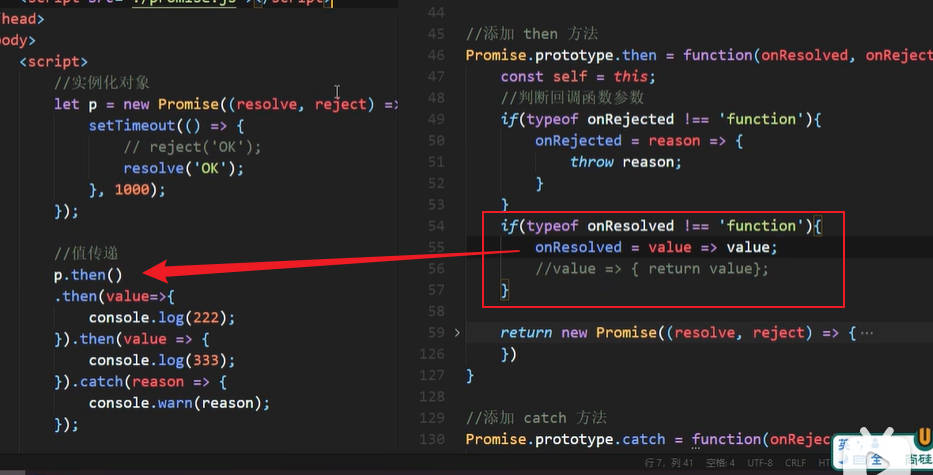 <script src="./promise.js"></script>
/head>
body>
<script>
//实例化对象
let p = new Promise((resolve, reject) =>
setTimeout(() => {
// reject('OK');
resolve('OK');
}, 1000);
});
//值传递
p.then()
.then(value=>{
console.log(222);
}).then(value => {
console.log(333);
}).catch(reason => {
console.warn(reason);
});
44
45 //添加 then 方法
46 Promise.prototype.then = function(onResolved, onReject
47 const self = this;
48 //判断回调函数参数
49 if(typeof onRejected !== 'function'){
50 onRejected = reason => {
51 throw reason;
52 }
53 }
54 if(typeof onResolved !== 'function'){
55 onResolved = value => value;
56 //value => { return value};
57 }
58
59 return new Promise((resolve, reject) => {…
126 })
127 }
128
129 //添加 catch 方法
130 Promise.prototype.catch = function(onRejec
行 7，列 41 空格: 4 UTF-8 CRLF HT
英
全
尚硅